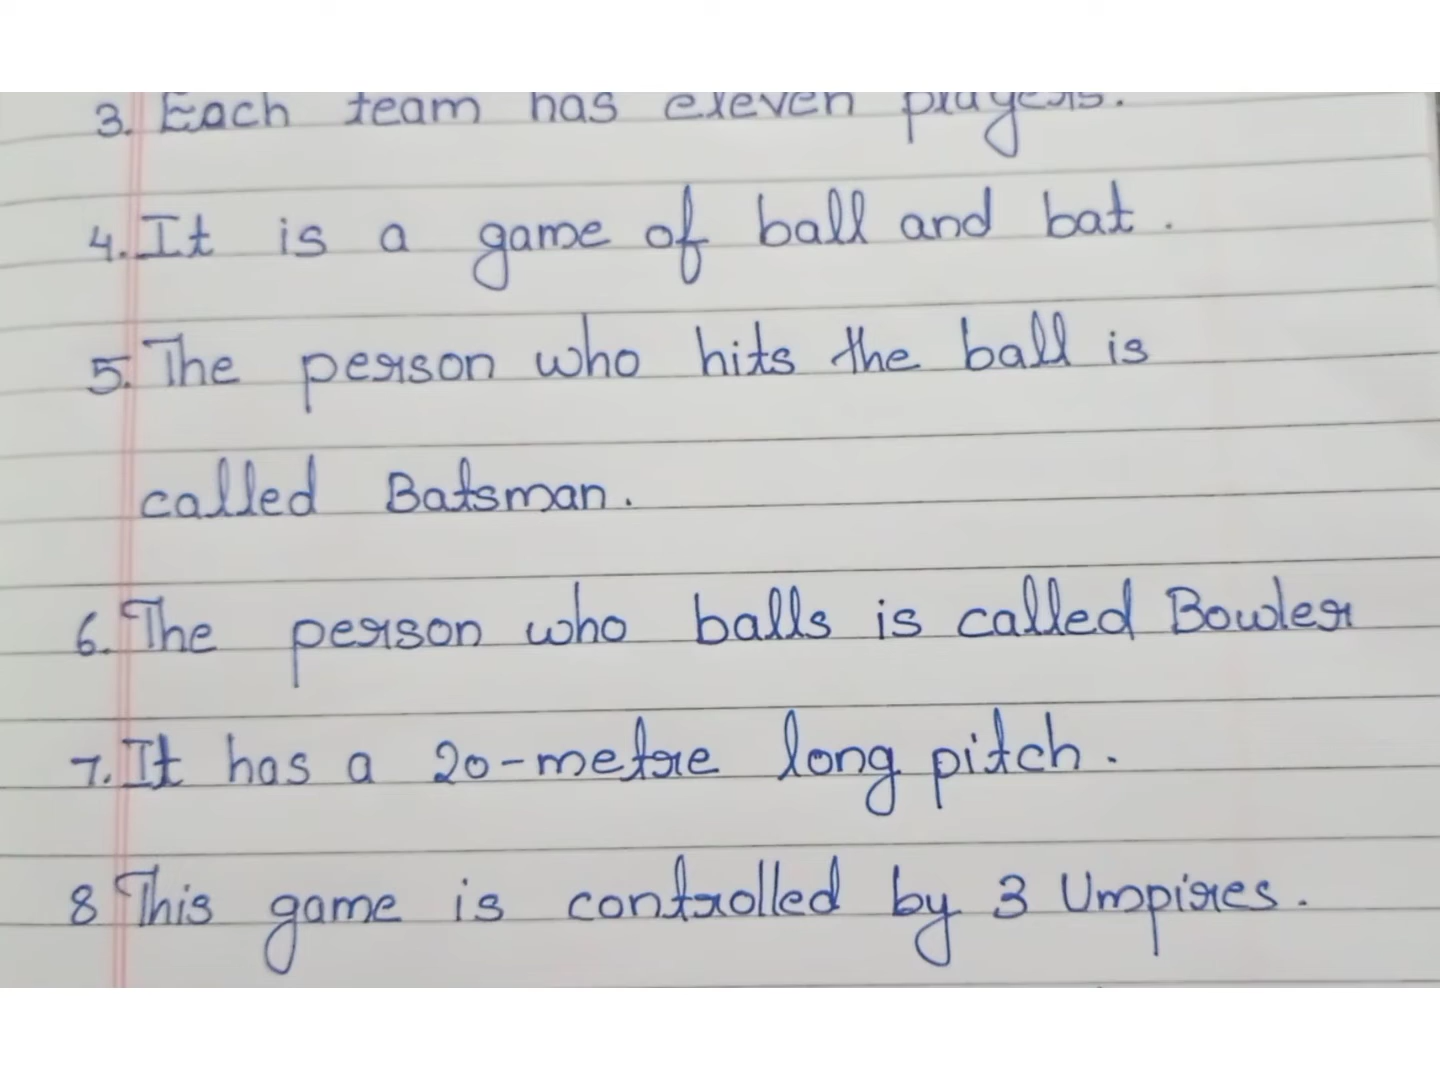 3. Each team has eleven players.
4. It is a game of ball and bat.
5. The person who hits the ball is
called Batsman.
6. The person who balls is called Bowler
7. It has a 20-metre long pitch.
8 This game is controlled by 3 Umpires.